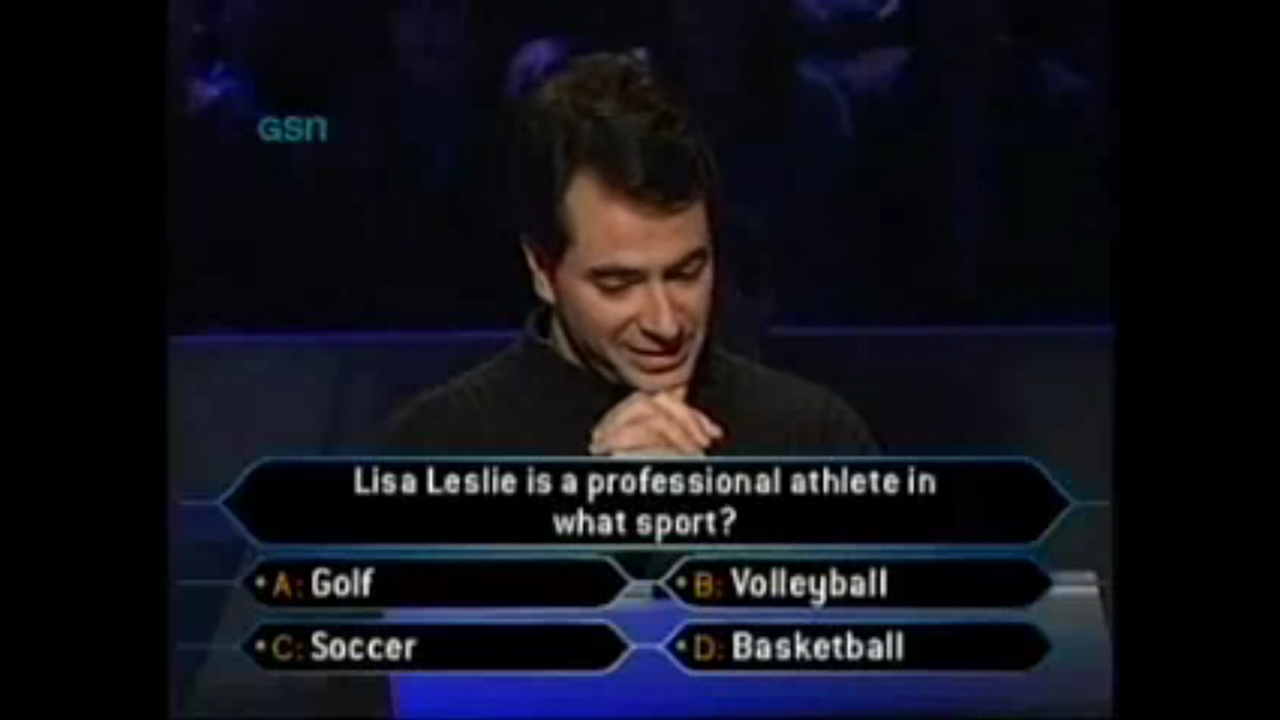 GSN
Lisa Leslie is a professional athlete in
what sport?
A: Golf
B: Volleyball
C: Soccer
D: Basketball